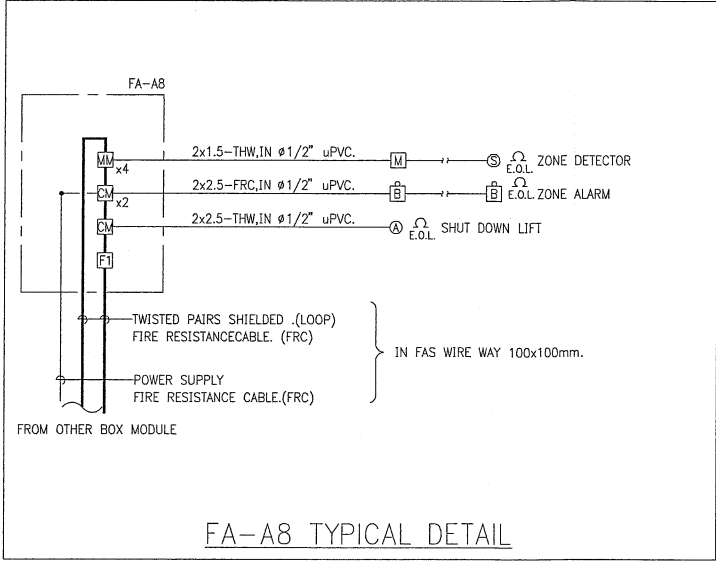 FA-A8
MM x4 2x1.5-THW,IN ø1/2" uPVC. M S Ω E.O.L. ZONE DETECTOR
CM x2 2x2.5-FRC,IN ø1/2" uPVC. B B Ω E.O.L. ZONE ALARM
CM 2x2.5-THW,IN ø1/2" uPVC. A Ω E.O.L. SHUT DOWN LIFT
F1
TWISTED PAIRS SHIELDED .(LOOP)
FIRE RESISTANCECABLE. (FRC)
IN FAS WIRE WAY 100x100mm.
POWER SUPPLY
FIRE RESISTANCE CABLE.(FRC)
FROM OTHER BOX MODULE
FA-A8 TYPICAL DETAIL